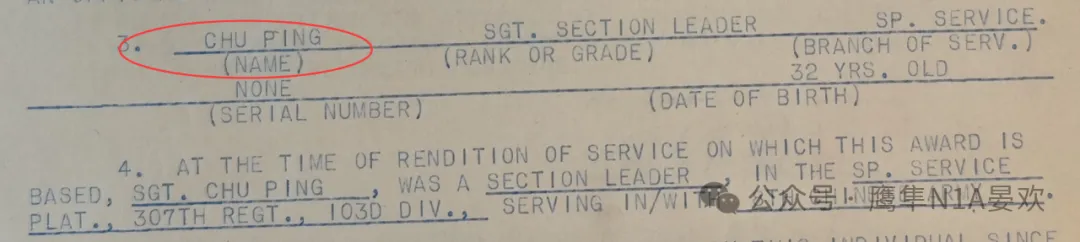 3. CHU PING SGT. SECTION LEADER SP. SERVICE.
(NAME) (RANK OR GRADE) (BRANCH OF SERV.)
NONE 32 YRS. OLD
(SERIAL NUMBER) (DATE OF BIRTH)
4. AT THE TIME OF RENDITION OF SERVICE ON WHICH THIS AWARD IS
BASED, SGT. CHU PING, WAS A SECTION LEADER, IN THE SP. SERVICE
PLAT., 307TH REGT., 103D DIV., SERVING IN/WITH
公众号 · 鹰隼N1A晏欢
THIS INDIVIDUAL SINCE